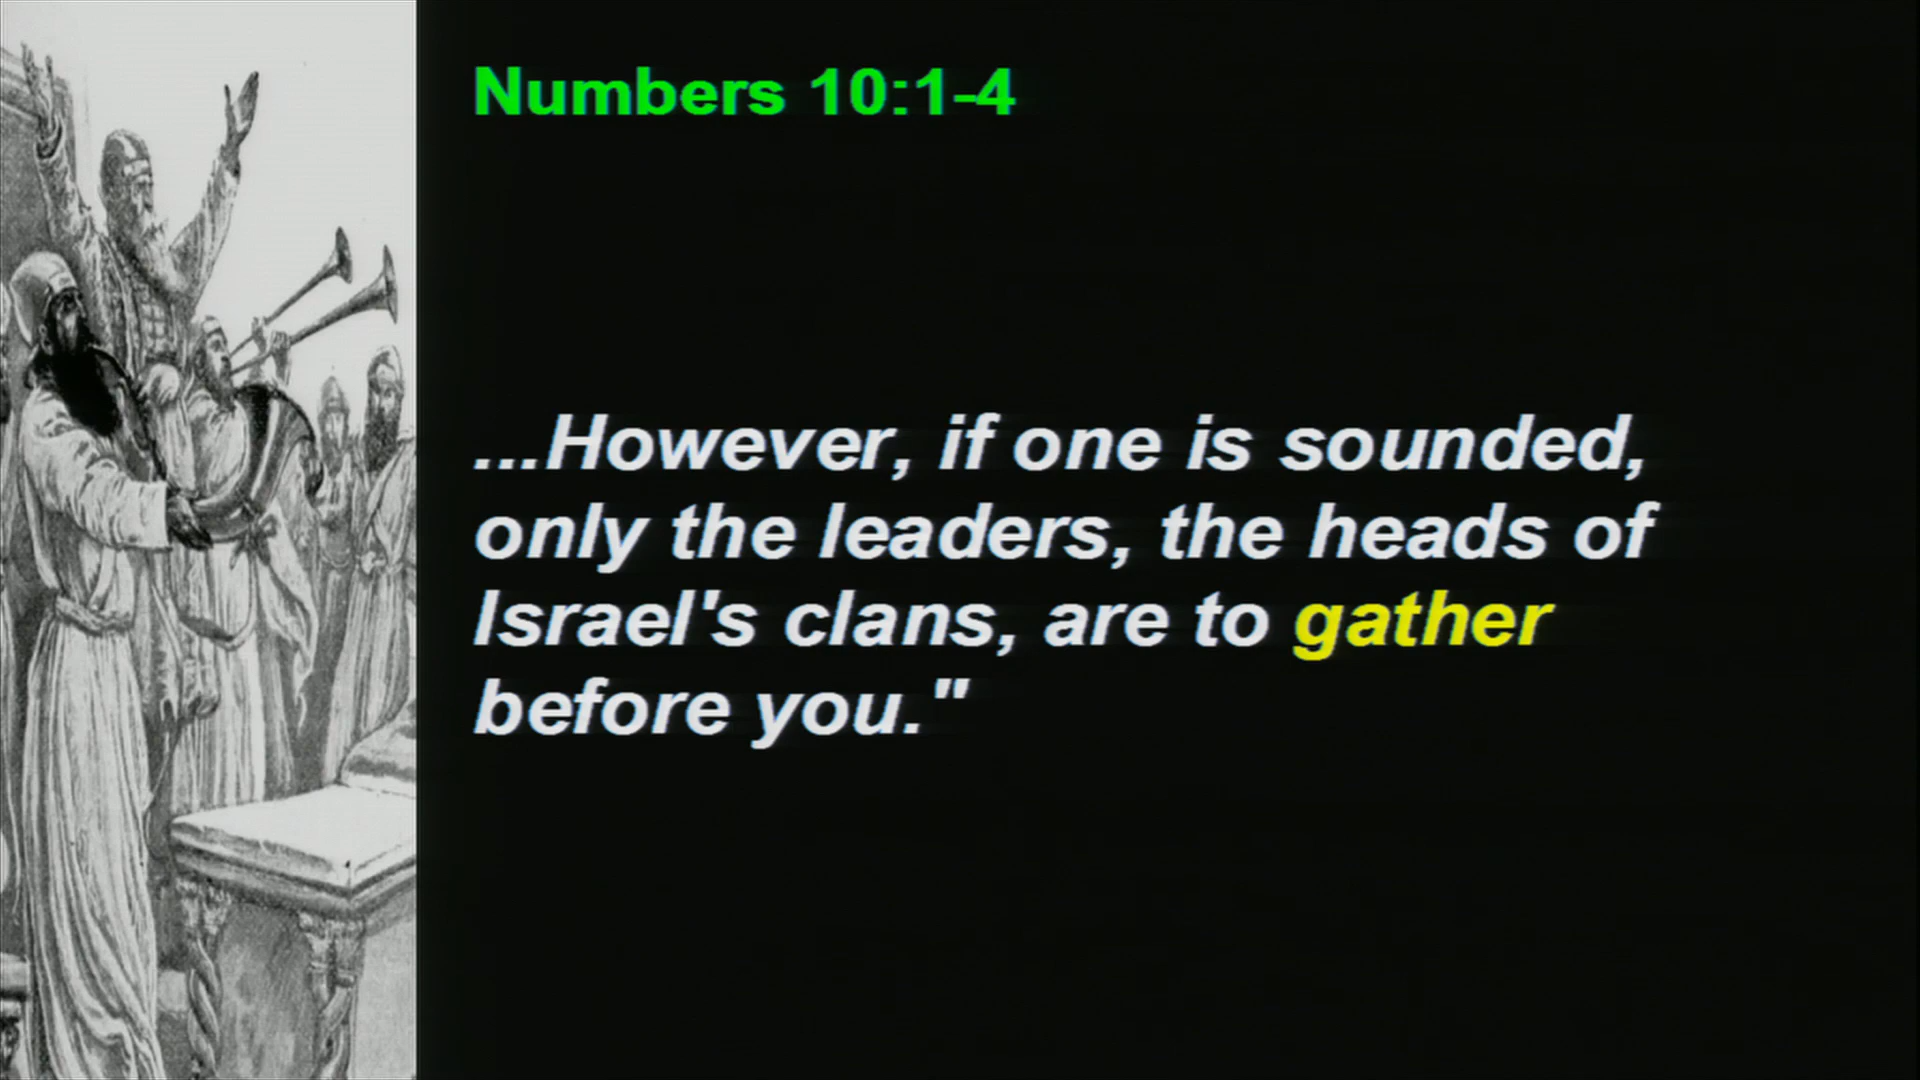 Numbers 10:1-4
...However, if one is sounded,
only the leaders, the heads of
Israel's clans, are to gather
before you."